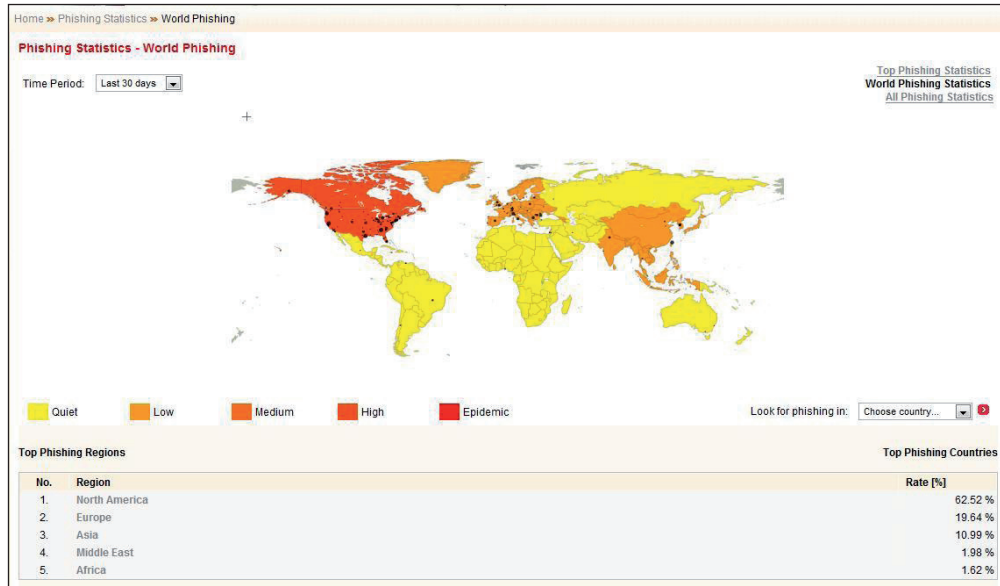 Home » Phishing Statistics » World Phishing
Phishing Statistics - World Phishing
Time Period: Last 30 days
Top Phishing Statistics
World Phishing Statistics
All Phishing Statistics
Quiet Low Medium High Epidemic Look for phishing in: Choose country...
Top Phishing Regions Top Phishing Countries
No. Region Rate [%]
1. North America 62.52 %
2. Europe 19.64 %
3. Asia 10.99 %
4. Middle East 1.98 %
5. Africa 1.62 %